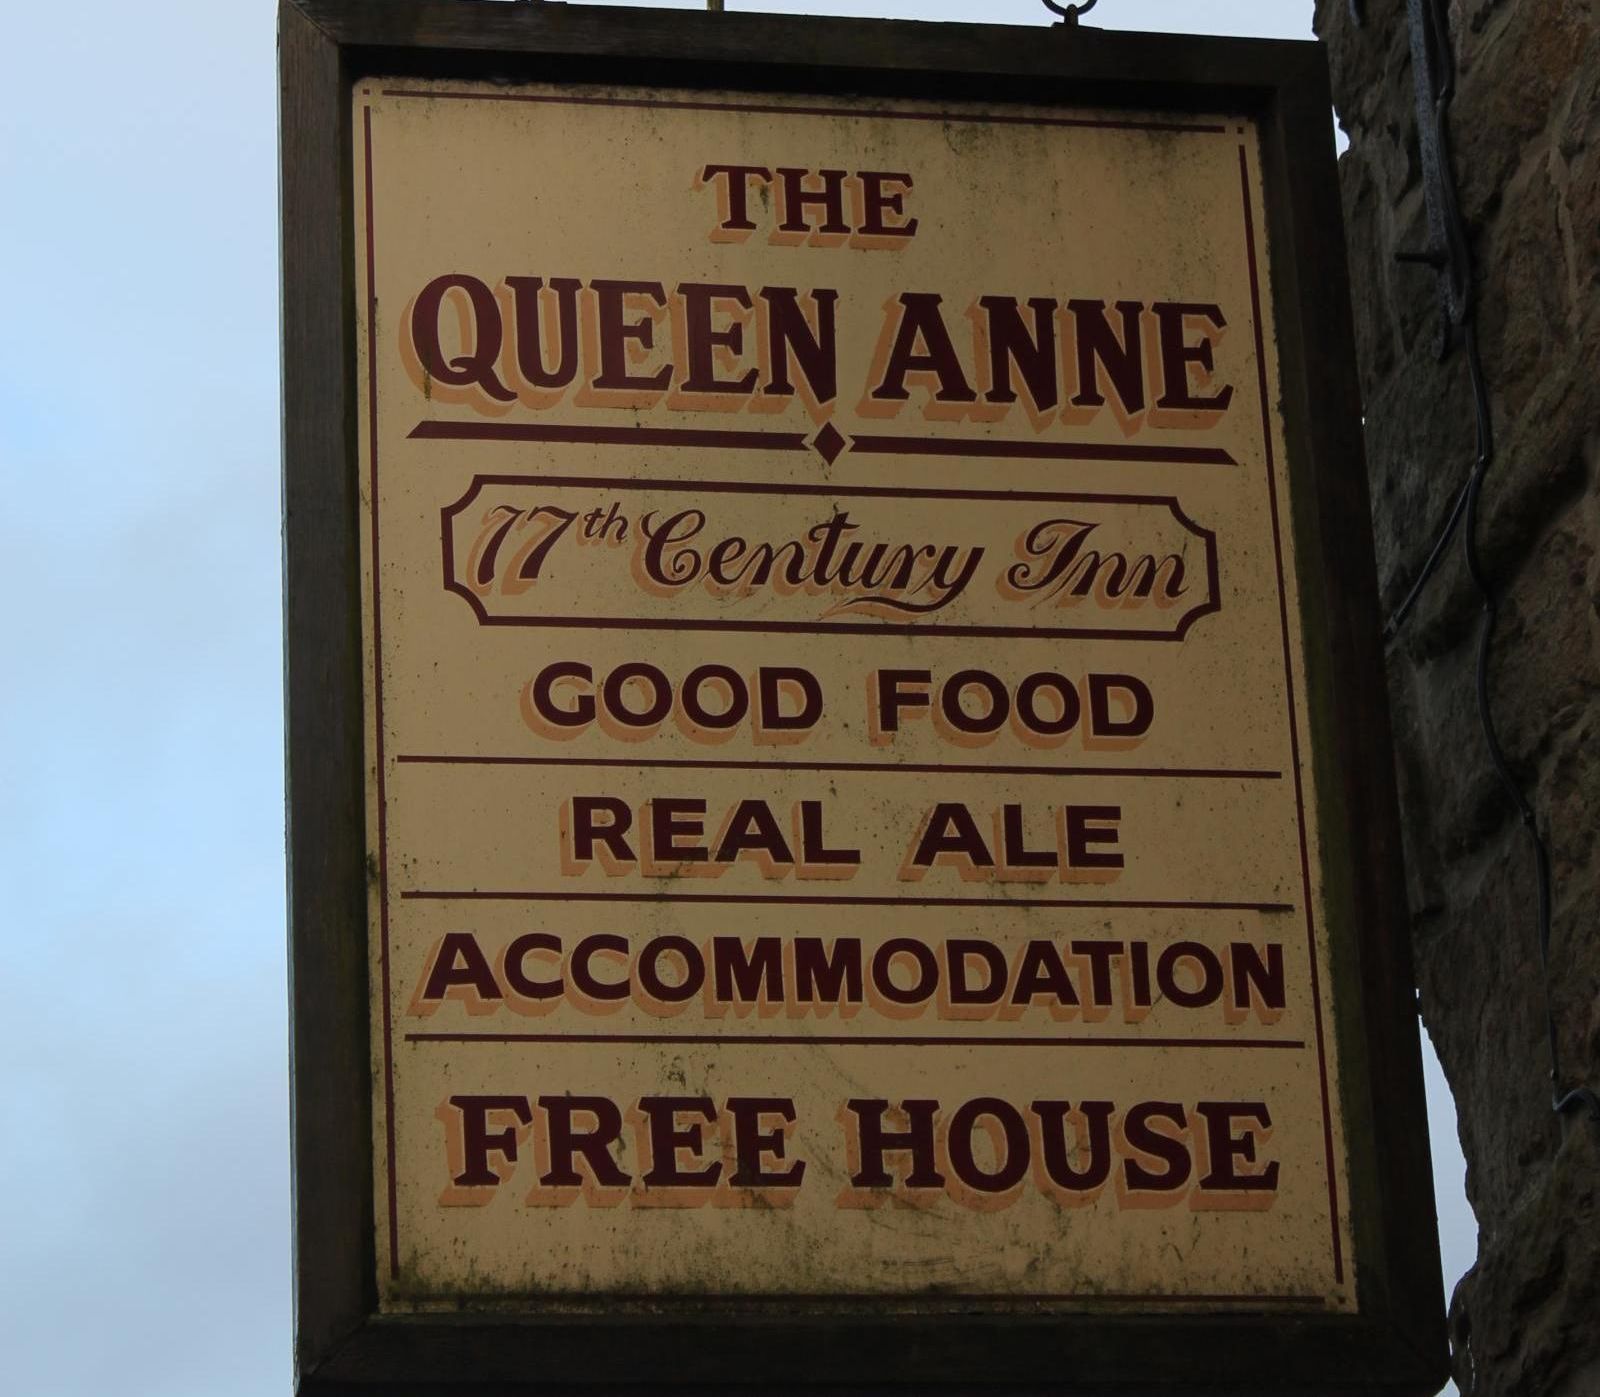 THE
QUEEN ANNE
17th Century Inn
GOOD FOOD
REAL ALE
ACCOMMODATION
FREE HOUSE